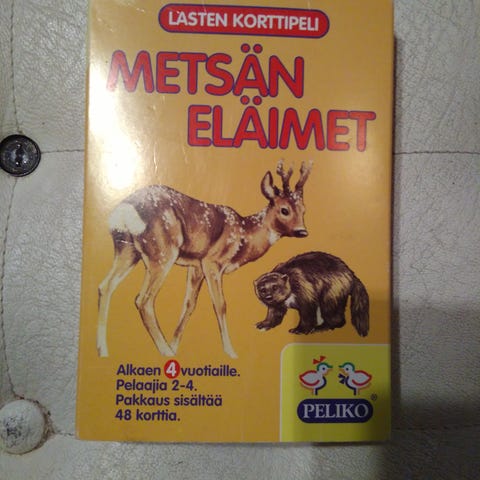 LASTEN KORTTIPELI
METSÄN
ELÄIMET
Alkaen 4 vuotiaille.
Pelaajia 2-4.
Pakkaus sisältää
48 korttia.
PELIKO®